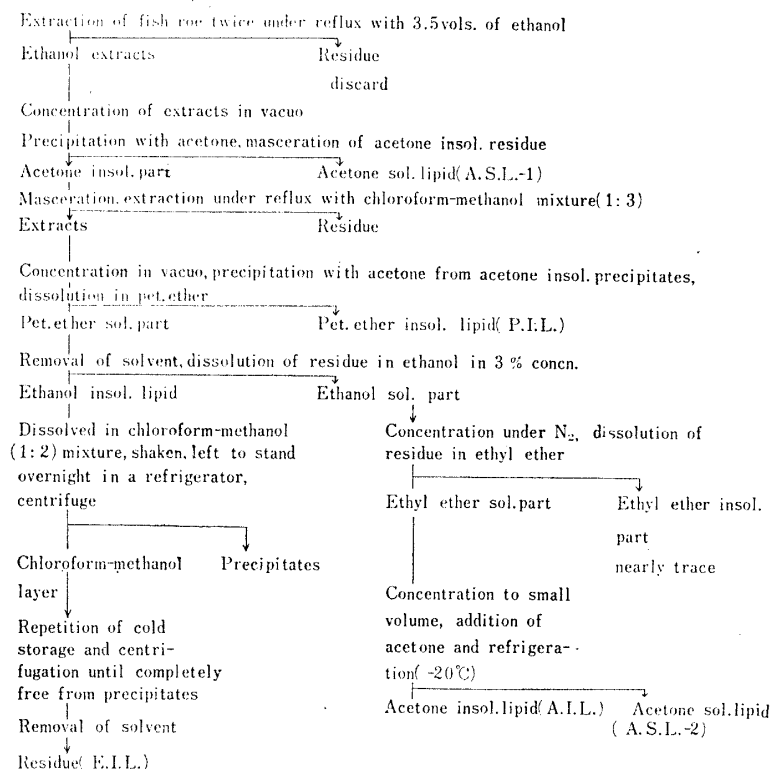 Extraction of fish roe twice under reflux with 3.5vols. of ethanol
Ethanol extracts
Residue
discard
Concentration of extracts in vacuo
Precipitation with acetone, masceration of acetone insol. residue
Acetone insol. part
Acetone sol. lipid(A.S.L.-1)
Masceration, extraction under reflux with chloroform-methanol mixture(1:3)
Extracts
Residue
Concentration in vacuo, precipitation with acetone from acetone insol. precipitates,
dissolution in pet. ether
Pet. ether sol. part
Pet. ether insol. lipid(P.I.L.)
Removal of solvent, dissolution of residue in ethanol in 3 % concn.
Ethanol insol. lipid
Ethanol sol. part
Dissolved in chloroform-methanol
(1:2) mixture, shaken, left to stand
overnight in a refrigerator,
centrifuge
Chloroform-methanol
layer
Precipitates
Repetition of cold
storage and centri-
fugation until completely
free from precipitates
Removal of solvent
Residue(E.I.L.)
Concentration under N₂, dissolution of
residue in ethyl ether
Ethyl ether sol. part
Ethyl ether insol.
part
nearly trace
Concentration to small
volume, addition of
acetone and refrigera-
tion( -20℃)
Acetone insol. lipid(A.I.L.)
Acetone sol. lipid
(A.S.L.-2)